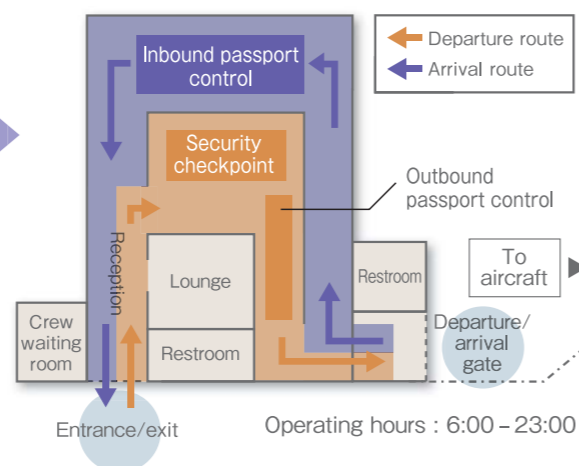 Departure route
Arrival route
Inbound passport
control
Security
checkpoint
Outbound
passport control
Reception
Lounge
Restroom
To
aircraft
Crew
waiting
room
Restroom
Departure/
arrival
gate
Entrance/exit
Operating hours : 6:00 – 23:00